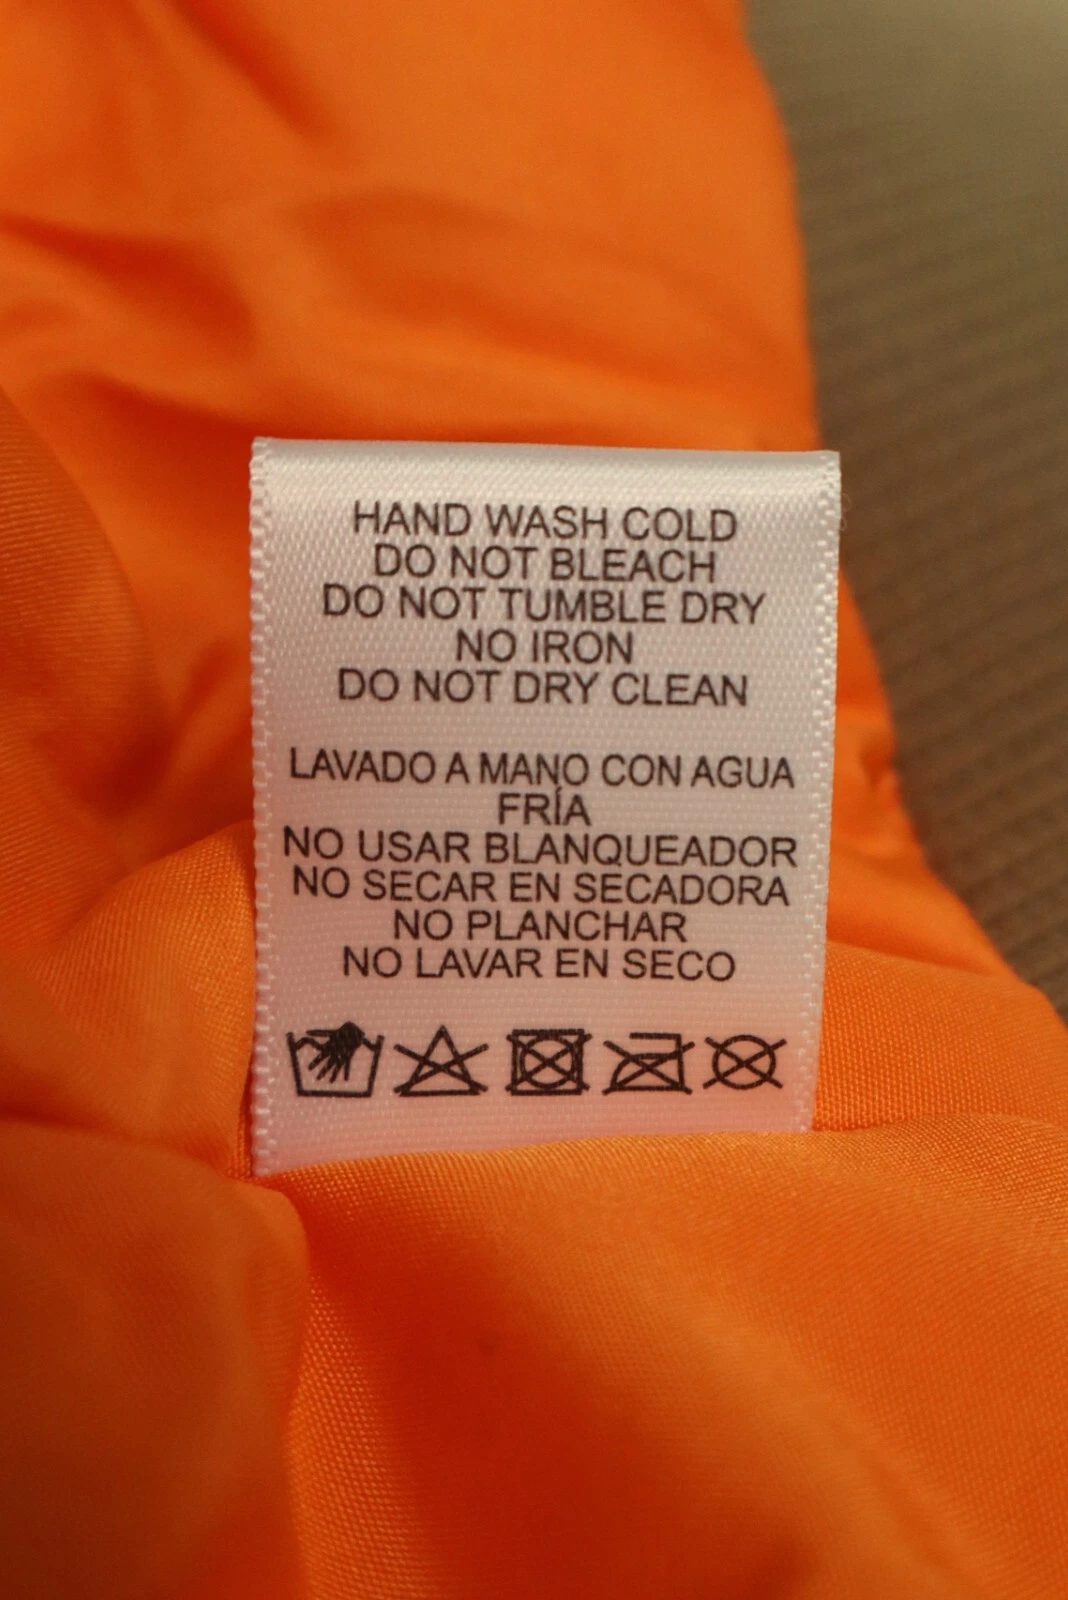 HAND WASH COLD
DO NOT BLEACH
DO NOT TUMBLE DRY
NO IRON
DO NOT DRY CLEAN
LAVADO A MANO CON AGUA
FRÍA
NO USAR BLANQUEADOR
NO SECAR EN SECADORA
NO PLANCHAR
NO LAVAR EN SECO